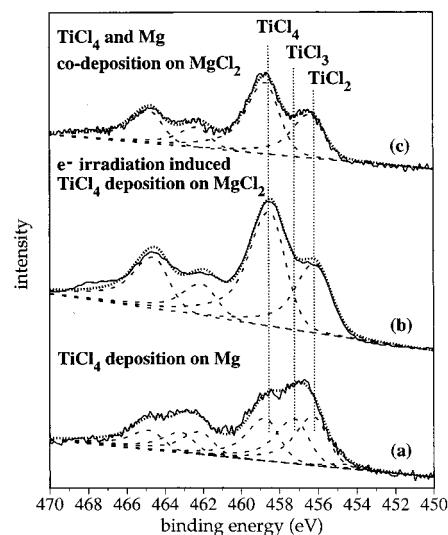 TiCl4 and Mg
co-deposition on MgCl2
TiCl4
TiCl3
TiCl2
(c)
e- irradiation induced
TiCl4 deposition on MgCl2
(b)
TiCl4 deposition on Mg
(a)
intensity
470 468 466 464 462 460 458 456 454 452 450
binding energy (eV)